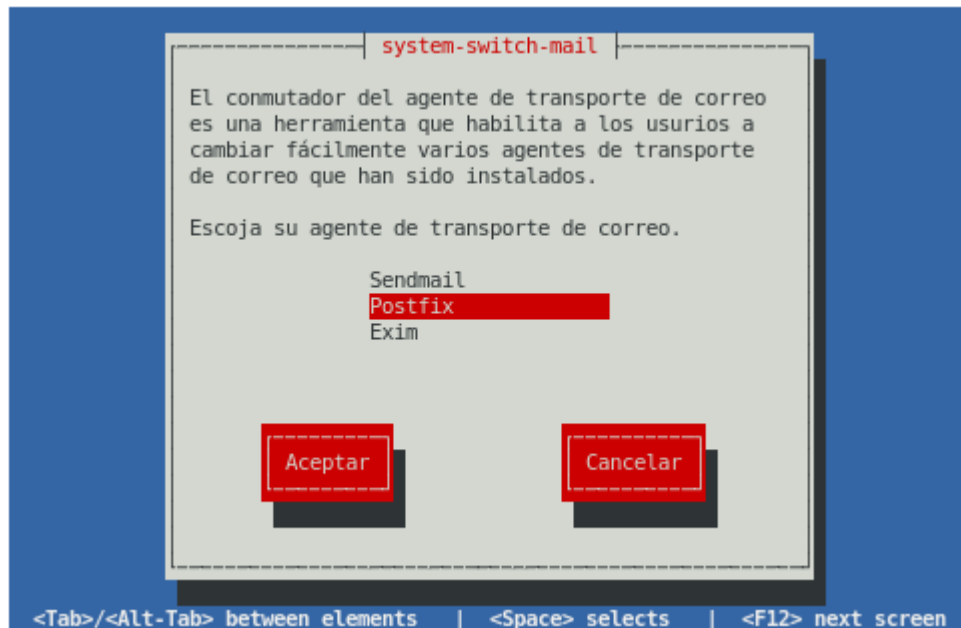 system-switch-mail
El conmutador del agente de transporte de correo
es una herramienta que habilita a los usurios a
cambiar fácilmente varios agentes de transporte
de correo que han sido instalados.
Escoja su agente de transporte de correo.
Sendmail
Postfix
Exim
Aceptar Cancelar
<Tab>/<Alt-Tab> between elements | <Space> selects | <F12> next screen